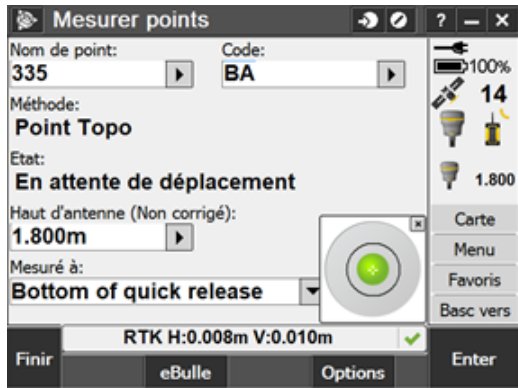 Mesurer points
? – ×
Nom de point:
Code:
335
BA
100%
14
Méthode:
Point Topo
Etat:
En attente de déplacement
1.800
Haut d'antenne (Non corrigé):
1.800m
Mesuré à:
Bottom of quick release
Carte
Menu
Favoris
Basc vers
RTK H:0.008m V:0.010m
Finir
eBulle
Options
Enter